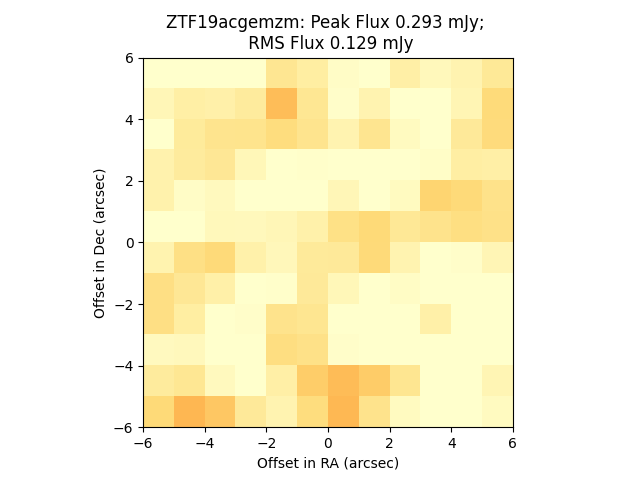 ZTF19acgemzm: Peak Flux 0.293 mJy;
RMS Flux 0.129 mJy
6
4
2
0
−2
−4
−6
Offset in Dec (arcsec)
−6 −4 −2 0 2 4 6
Offset in RA (arcsec)